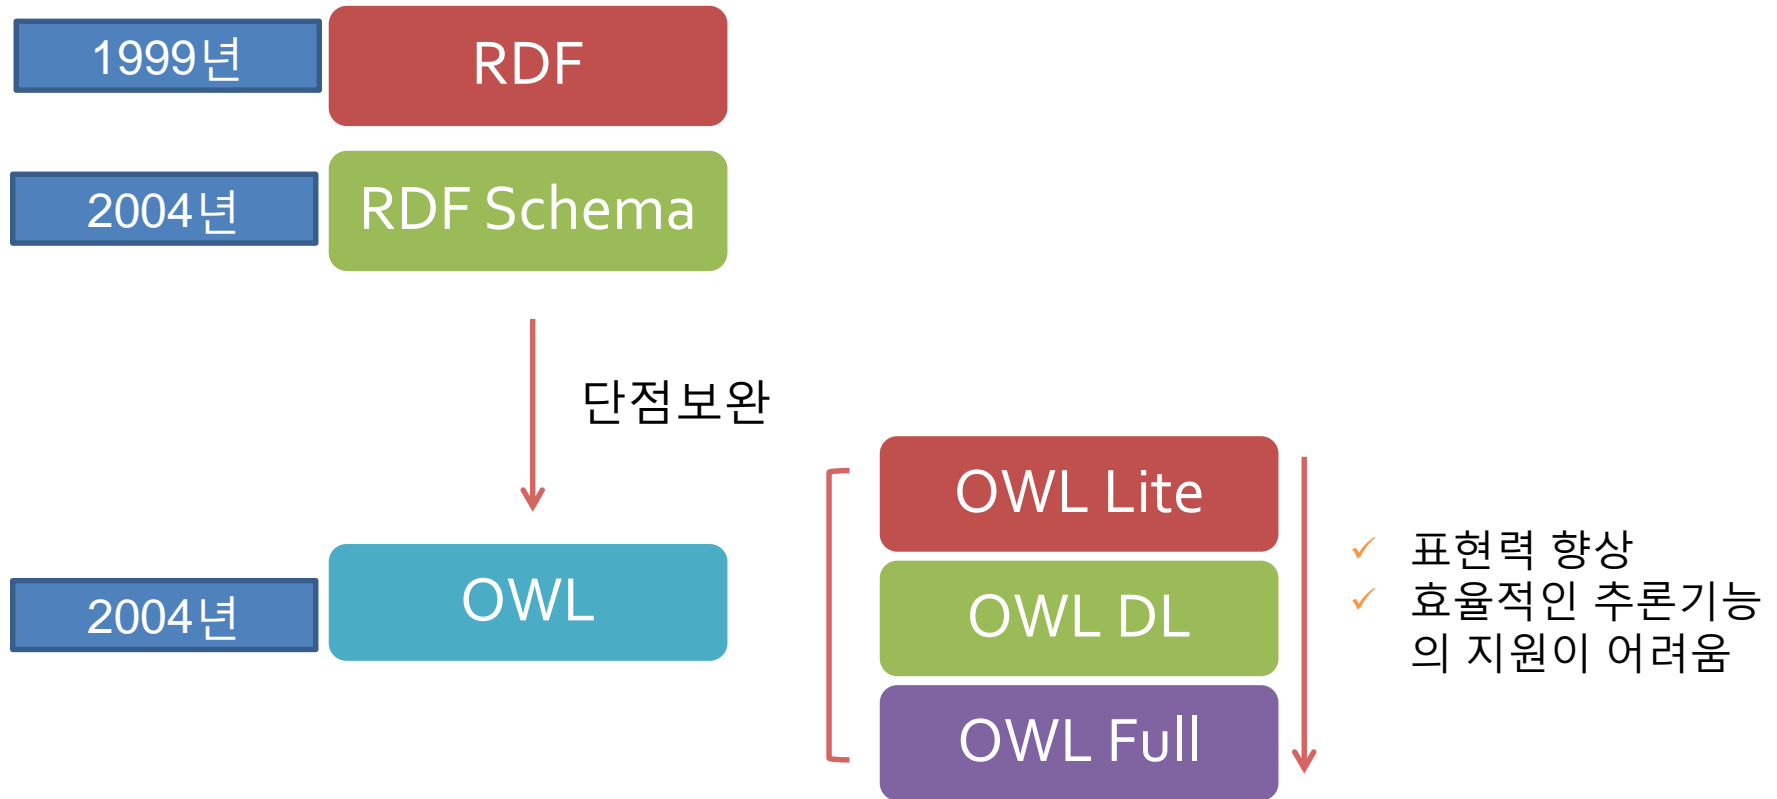 1999년
RDF
2004년
RDF Schema
단점보완
2004년
OWL
OWL Lite
OWL DL
OWL Full
✓ 표현력 향상
✓ 효율적인 추론기능
의 지원이 어려움